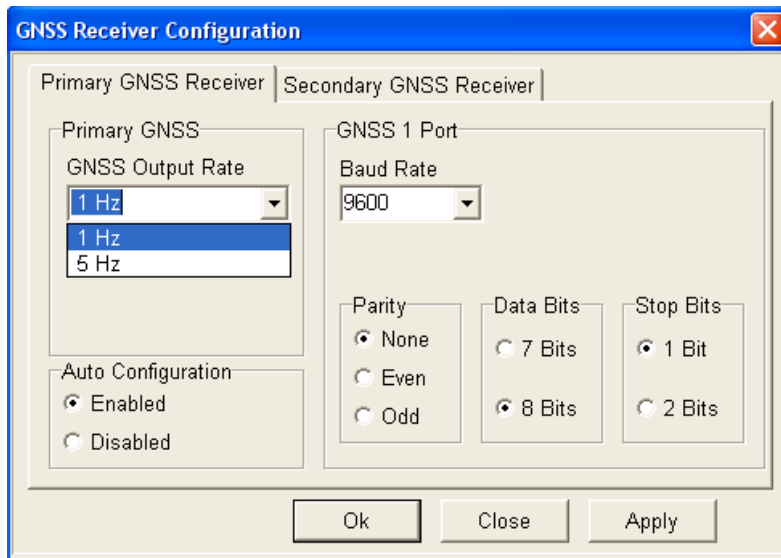 GNSS Receiver Configuration
Primary GNSS Receiver
Secondary GNSS Receiver
Primary GNSS
GNSS Output Rate
1 Hz
1 Hz
5 Hz
Auto Configuration
Enabled
Disabled
GNSS 1 Port
Baud Rate
9600
Parity
None
Even
Odd
Data Bits
7 Bits
8 Bits
Stop Bits
1 Bit
2 Bits
Ok
Close
Apply